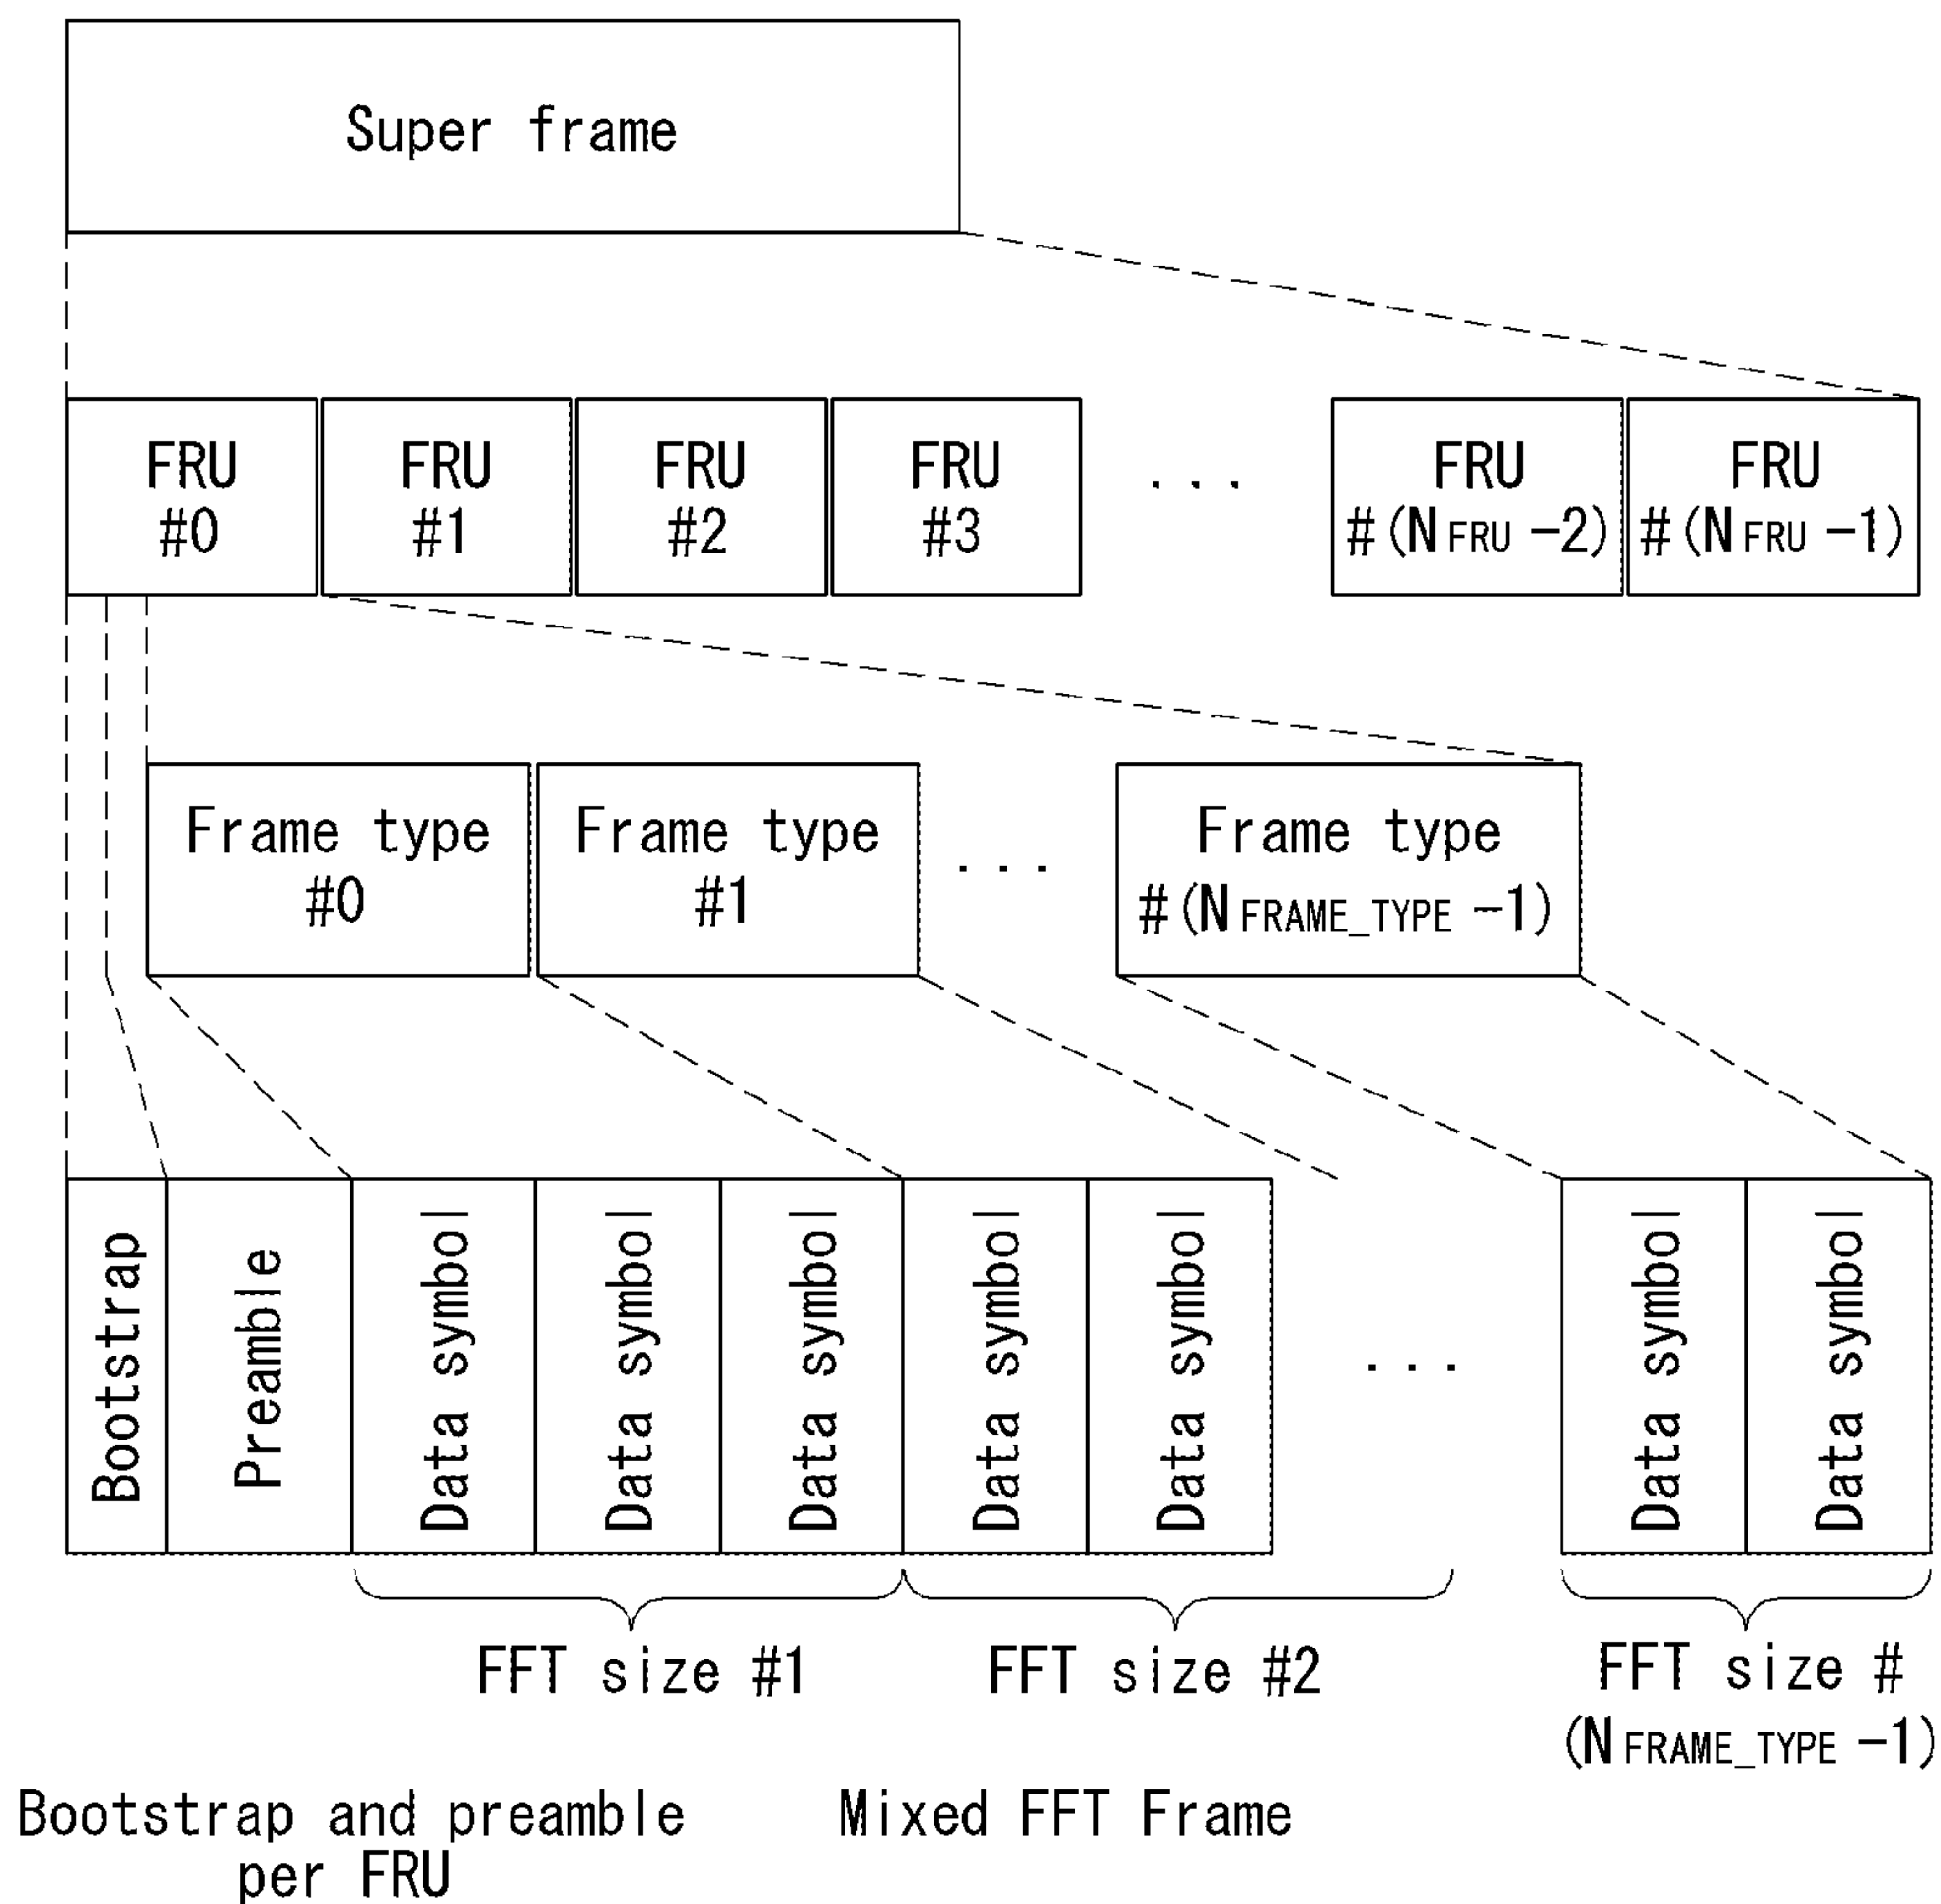 Super frame
FRU
#0
FRU
#1
FRU
#2
FRU
#3
...
FRU
#(NFRU -2)
FRU
#(NFRU -1)
Frame type
#0
Frame type
#1
...
Frame type
#(NFRAME_TYPE -1)
Bootstrap
Preamble
Data symbol
Data symbol
Data symbol
Data symbol
Data symbol
...
Data symbol
Data symbol
FFT size #1
FFT size #2
FFT size #
(NFRAME_TYPE -1)
Bootstrap and preamble
per FRU
Mixed FFT Frame